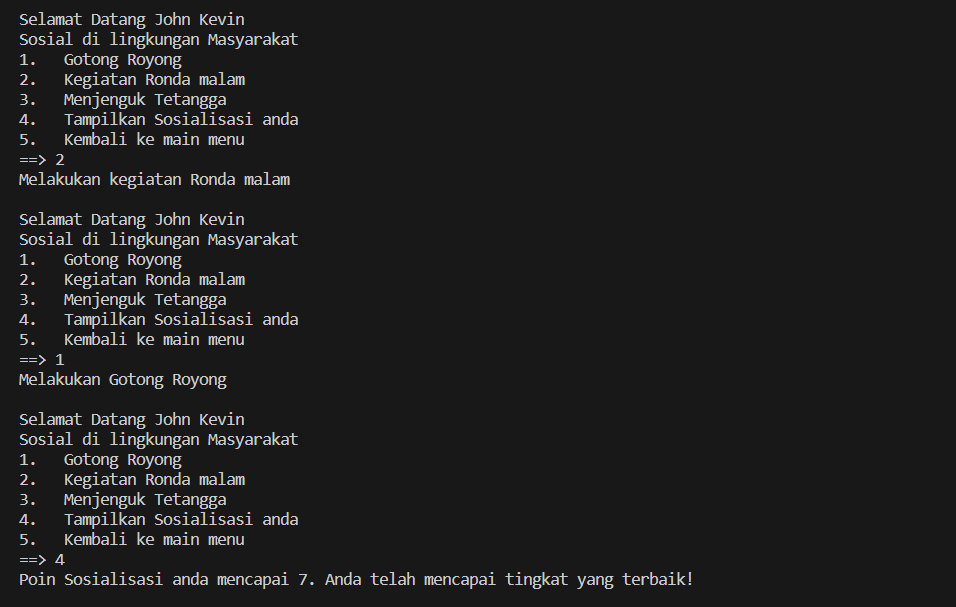 Selamat Datang John Kevin
Sosial di lingkungan Masyarakat
1.   Gotong Royong
2.   Kegiatan Ronda malam
3.   Menjenguk Tetangga
4.   Tampilkan Sosialisasi anda
5.   Kembali ke main menu
==> 2
Melakukan kegiatan Ronda malam

Selamat Datang John Kevin
Sosial di lingkungan Masyarakat
1.   Gotong Royong
2.   Kegiatan Ronda malam
3.   Menjenguk Tetangga
4.   Tampilkan Sosialisasi anda
5.   Kembali ke main menu
==> 1
Melakukan Gotong Royong

Selamat Datang John Kevin
Sosial di lingkungan Masyarakat
1.   Gotong Royong
2.   Kegiatan Ronda malam
3.   Menjenguk Tetangga
4.   Tampilkan Sosialisasi anda
5.   Kembali ke main menu
==> 4
Poin Sosialisasi anda mencapai 7. Anda telah mencapai tingkat yang terbaik!